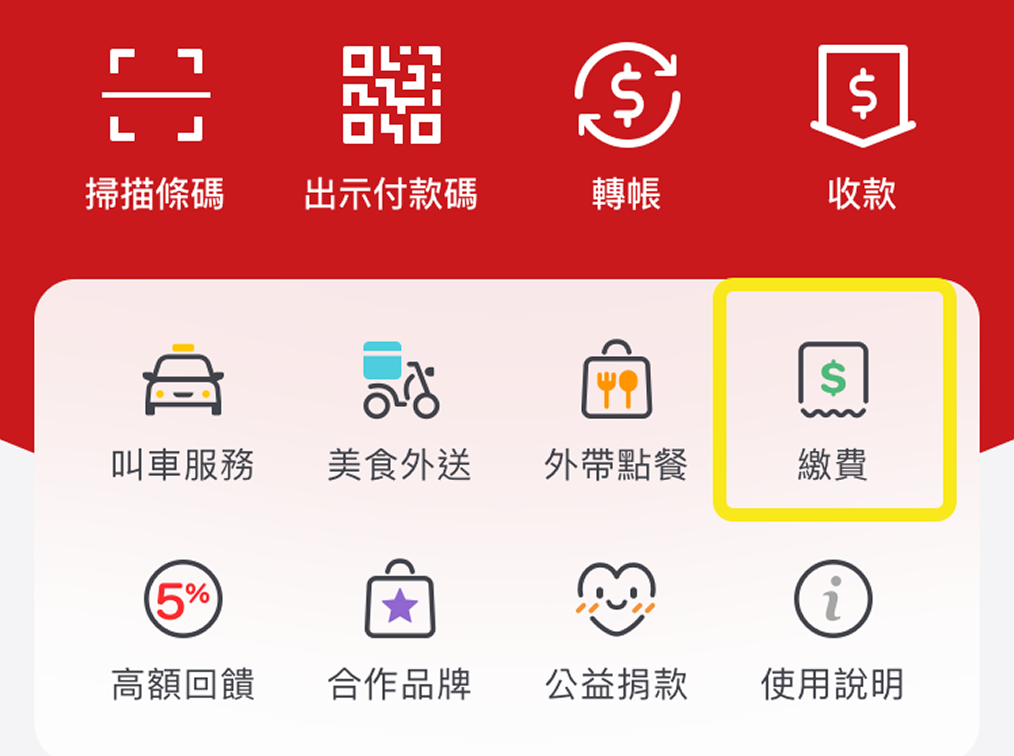 掃描條碼 出示付款碼 轉帳 收款
叫車服務 美食外送 外帶點餐 繳費
5%
高額回饋 合作品牌 公益捐款 使用說明